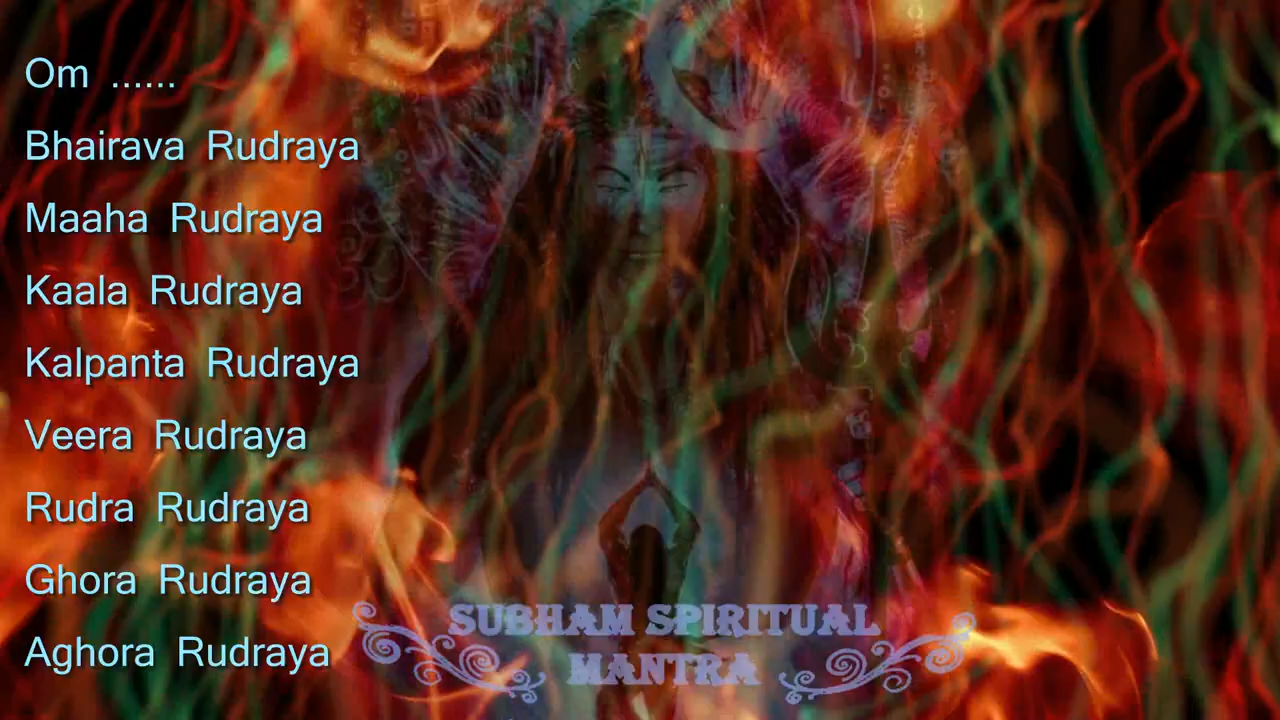 Om ......
Bhairava Rudraya
Maaha Rudraya
Kaala Rudraya
Kalpanta Rudraya
Veera Rudraya
Rudra Rudraya
Ghora Rudraya
Aghora Rudraya
SUBHAM SPIRITUAL
MANTRA